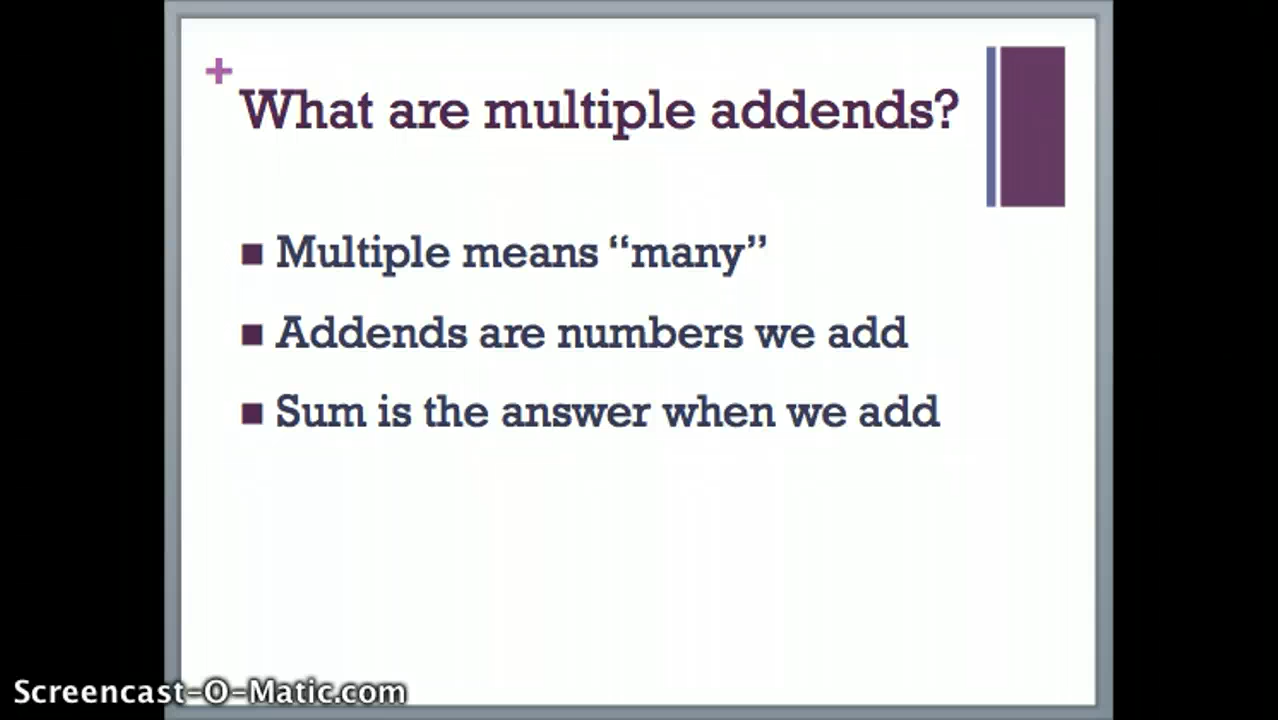 +
What are multiple addends?
■ Multiple means “many”
■ Addends are numbers we add
■ Sum is the answer when we add
Screencast-O-Matic.com